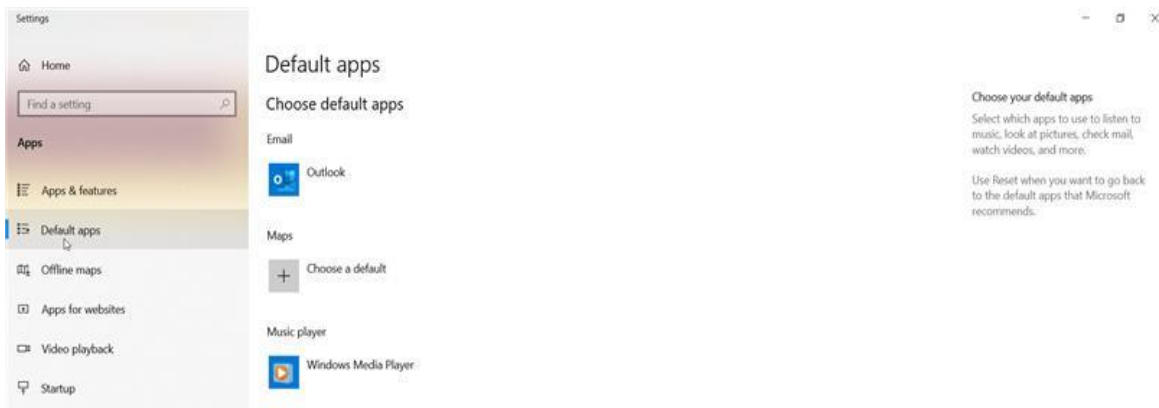 Settings
Home
Find a setting
Apps
Apps & features
Default apps
Offline maps
Apps for websites
Video playback
Startup
Default apps
Choose default apps
Email
Outlook
Maps
Choose a default
Music player
Windows Media Player
Choose your default apps
Select which apps to use to listen to
music, look at pictures, check mail,
watch videos, and more.
Use Reset when you want to go back
to the default apps that Microsoft
recommends.